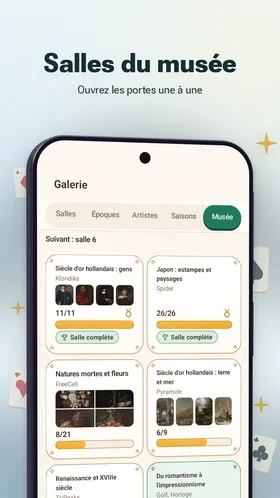 Salles du musée
Ouvrez les portes une à une
Galerie
Salles
Époques
Artistes
Saisons
Musée
Suivant : salle 6
Siècle d'or hollandais : gens
Klondike
11/11
Salle complète
Japon : estampes et
paysages
Spider
26/26
Salle complète
Natures mortes et fleurs
FreeCell
8/21
Siècle d'or hollandais : terre
et mer
Pyramide
6/9
Renaissance et XVIIIe
siècle
TriPeaks
Du romantisme à
l'impressionnisme
Golf, Horloge